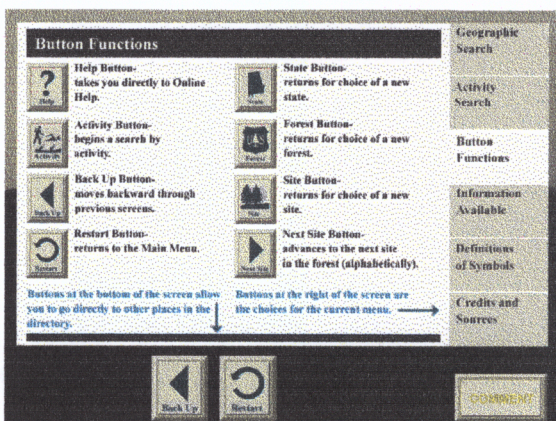 Button Functions
Help Button-
takes you directly to Online
Help.
Help
Activity Button-
begins a search by
activity.
Activity
Back Up Button-
moves backward through
previous screens.
Back Up
Restart Button-
returns to the Main Menu.
Restart
Buttons at the bottom of the screen allow
you to go directly to other places in the
directory.
State Button-
returns for choice of a new
state.
State
Forest Button-
returns for choice of a new
forest.
Forest
Site Button-
returns for choice of a new
site.
Site
Next Site Button-
advances to the next site
in the forest (alphabetically).
Next Site
Buttons at the right of the screen are
the choices for the current menu.
Geographic
Search
Activity
Search
Button
Functions
Information
Available
Definitions
of Symbols
Credits and
Sources
Back Up
Restart
COMMENT